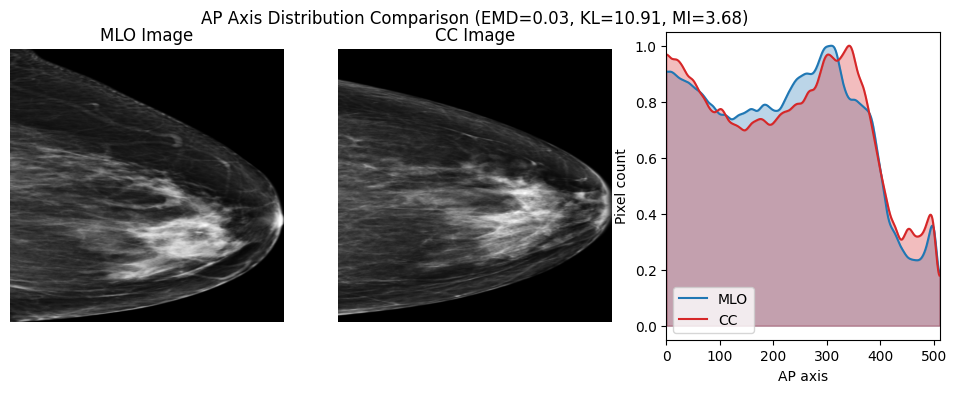 AP Axis Distribution Comparison (EMD=0.03, KL=10.91, MI=3.68)
MLO Image
CC Image
Pixel count
1.0
0.8
0.6
0.4
0.2
0.0
MLO
CC
0 100 200 300 400 500
AP axis